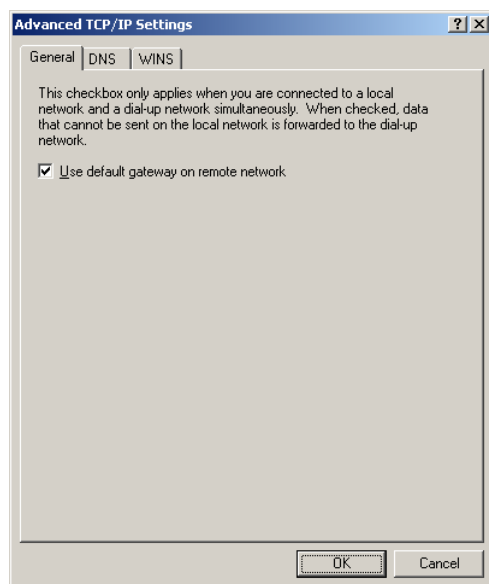 Advanced TCP/IP Settings
General DNS WINS
This checkbox only applies when you are connected to a local
network and a dial-up network simultaneously. When checked, data
that cannot be sent on the local network is forwarded to the dial-up
network.
Use default gateway on remote network
OK Cancel